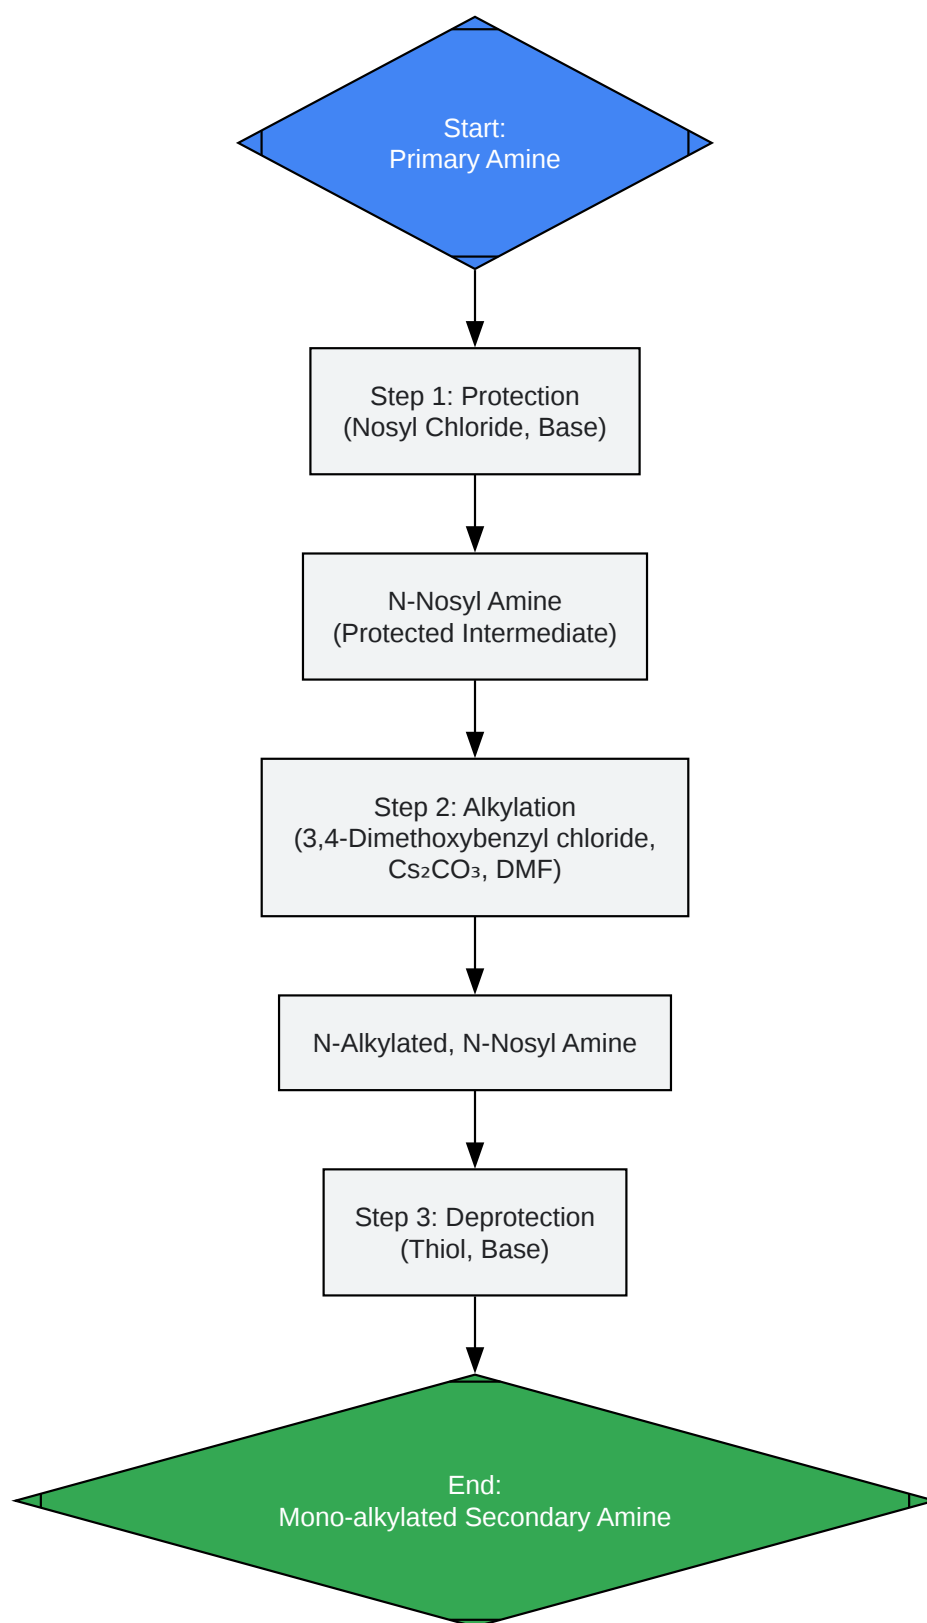 Start:
Primary Amine
Step 1: Protection
(Nosyl Chloride, Base)
N-Nosyl Amine
(Protected Intermediate)
Step 2: Alkylation
(3,4-Dimethoxybenzyl chloride,
Cs₂CO₃, DMF)
N-Alkylated, N-Nosyl Amine
Step 3: Deprotection
(Thiol, Base)
End:
Mono-alkylated Secondary Amine